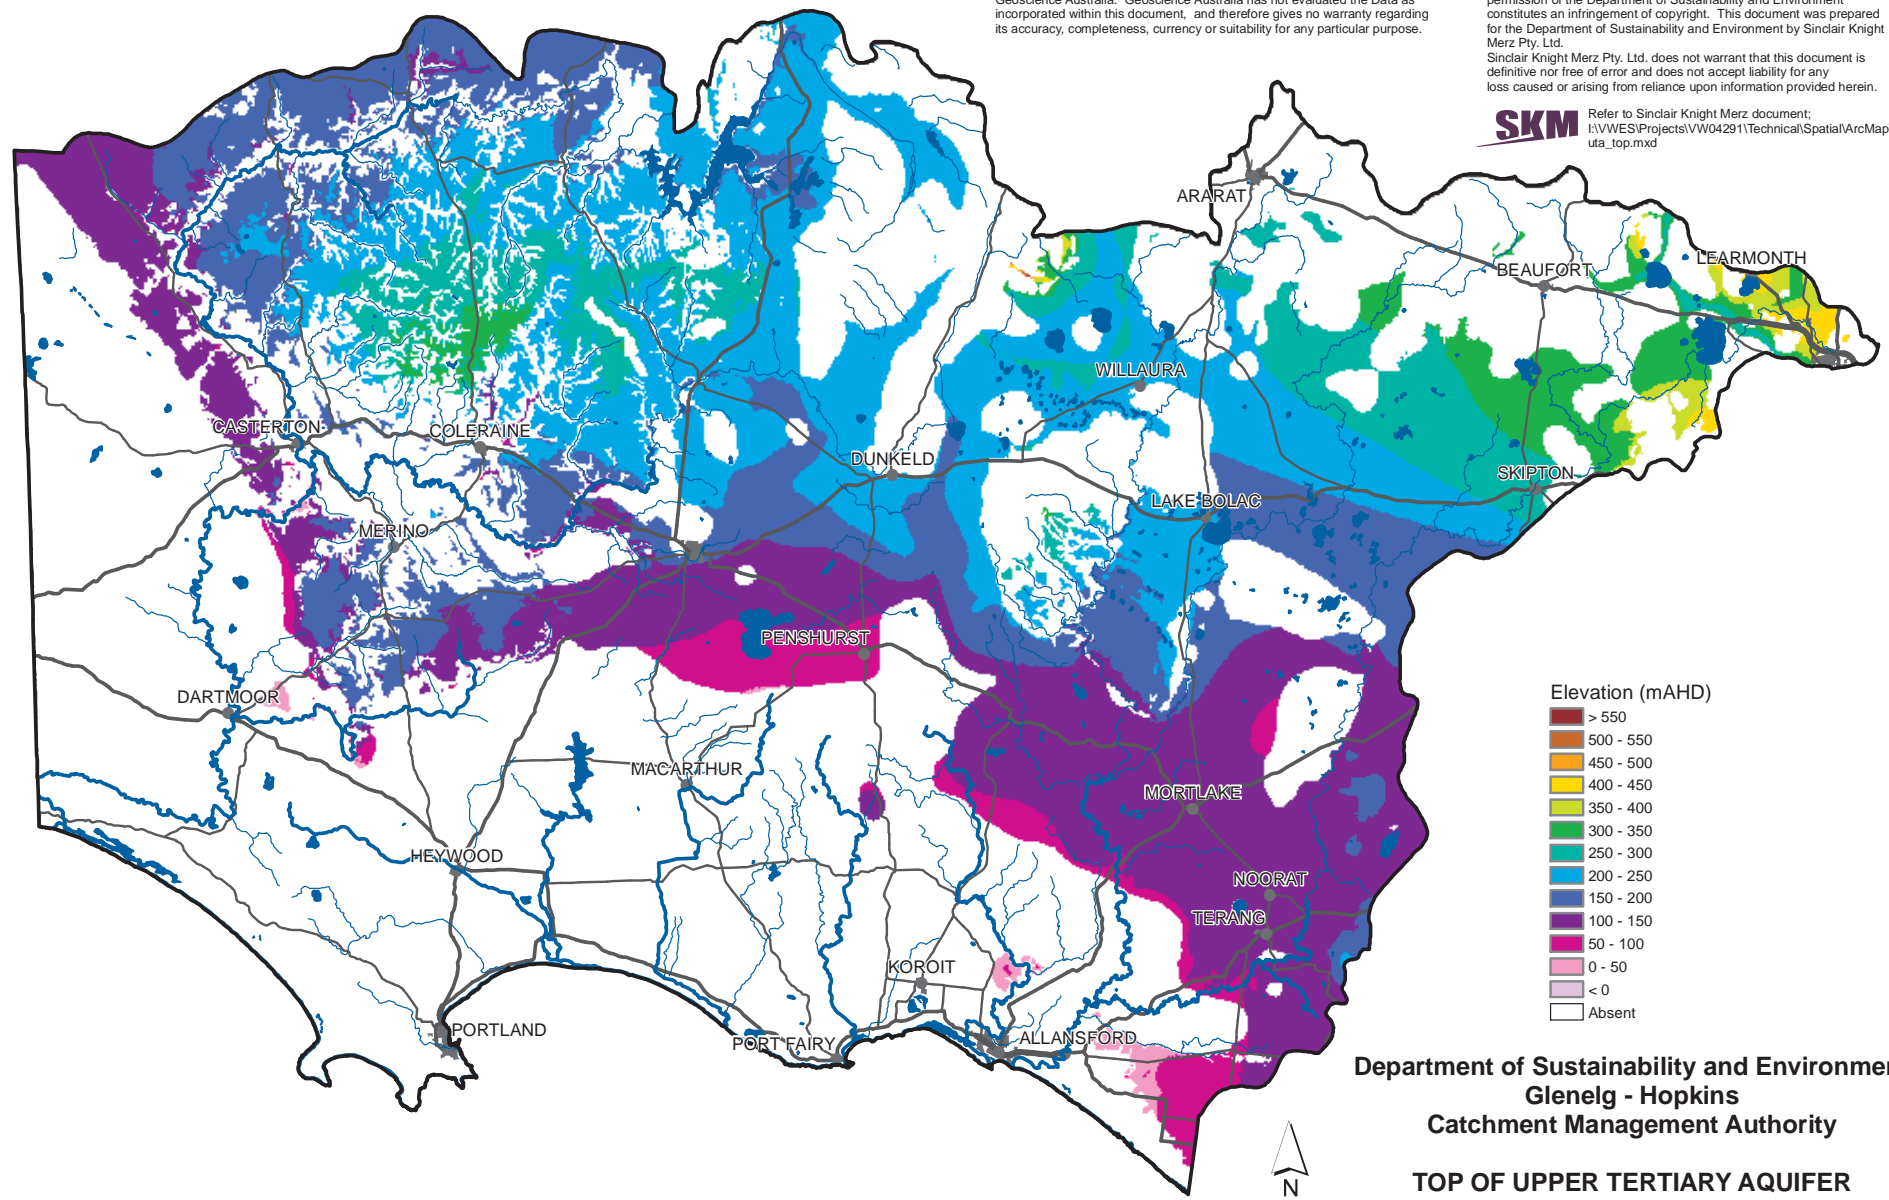 Geoscience Australia. Geoscience Australia has not evaluated the Data as
incorporated within this document, and therefore gives no warranty regarding
its accuracy, completeness, currency or suitability for any particular purpose.
permission of the Department of Sustainability and Environment
constitutes an infringement of copyright. This document was prepared
for the Department of Sustainability and Environment by Sinclair Knight
Merz Pty. Ltd.
Sinclair Knight Merz Pty. Ltd. does not warrant that this document is
definitive nor free of error and does not accept liability for any
loss caused or arising from reliance upon information provided herein.
SKM
Refer to Sinclair Knight Merz document;
I:\VWES\Projects\VW04291\Technical\Spatial\ArcMap
uta_top.mxd
ARARAT
LEARMONTH
BEAUFORT
WILLAURA
CASTERTON
COLERAINE
DUNKELD
SKIPTON
LAKE BOLAC
MERINO
PENSHURST
DARTMOOR
MACARTHUR
MORTLAKE
HEYWOOD
NOORAT
TERANG
KOROIT
PORTLAND
PORT FAIRY
ALLANSFORD
Elevation (mAHD)
> 550
500 - 550
450 - 500
400 - 450
350 - 400
300 - 350
250 - 300
200 - 250
150 - 200
100 - 150
50 - 100
0 - 50
< 0
Absent
Department of Sustainability and Environme
Glenelg - Hopkins
Catchment Management Authority
TOP OF UPPER TERTIARY AQUIFER
N